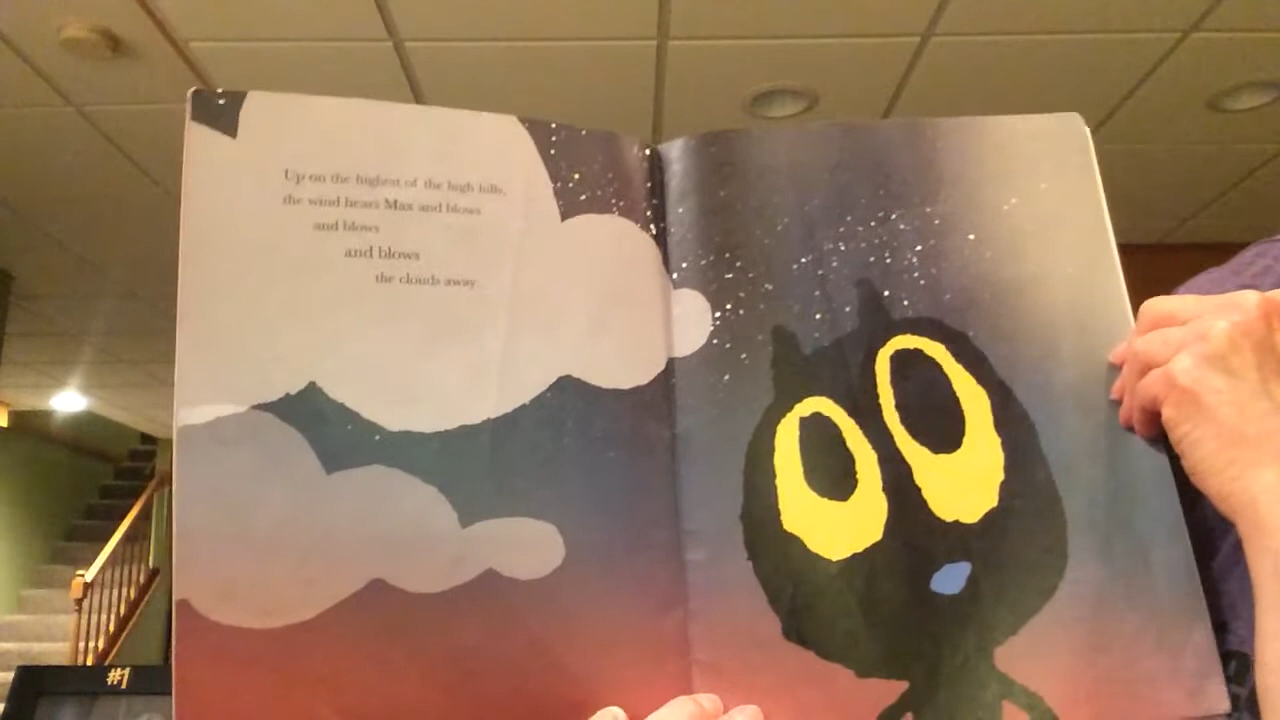 Up on the highest of the high hills,
the wind hears Max and blows
and blows
and blows
the clouds away.
#1